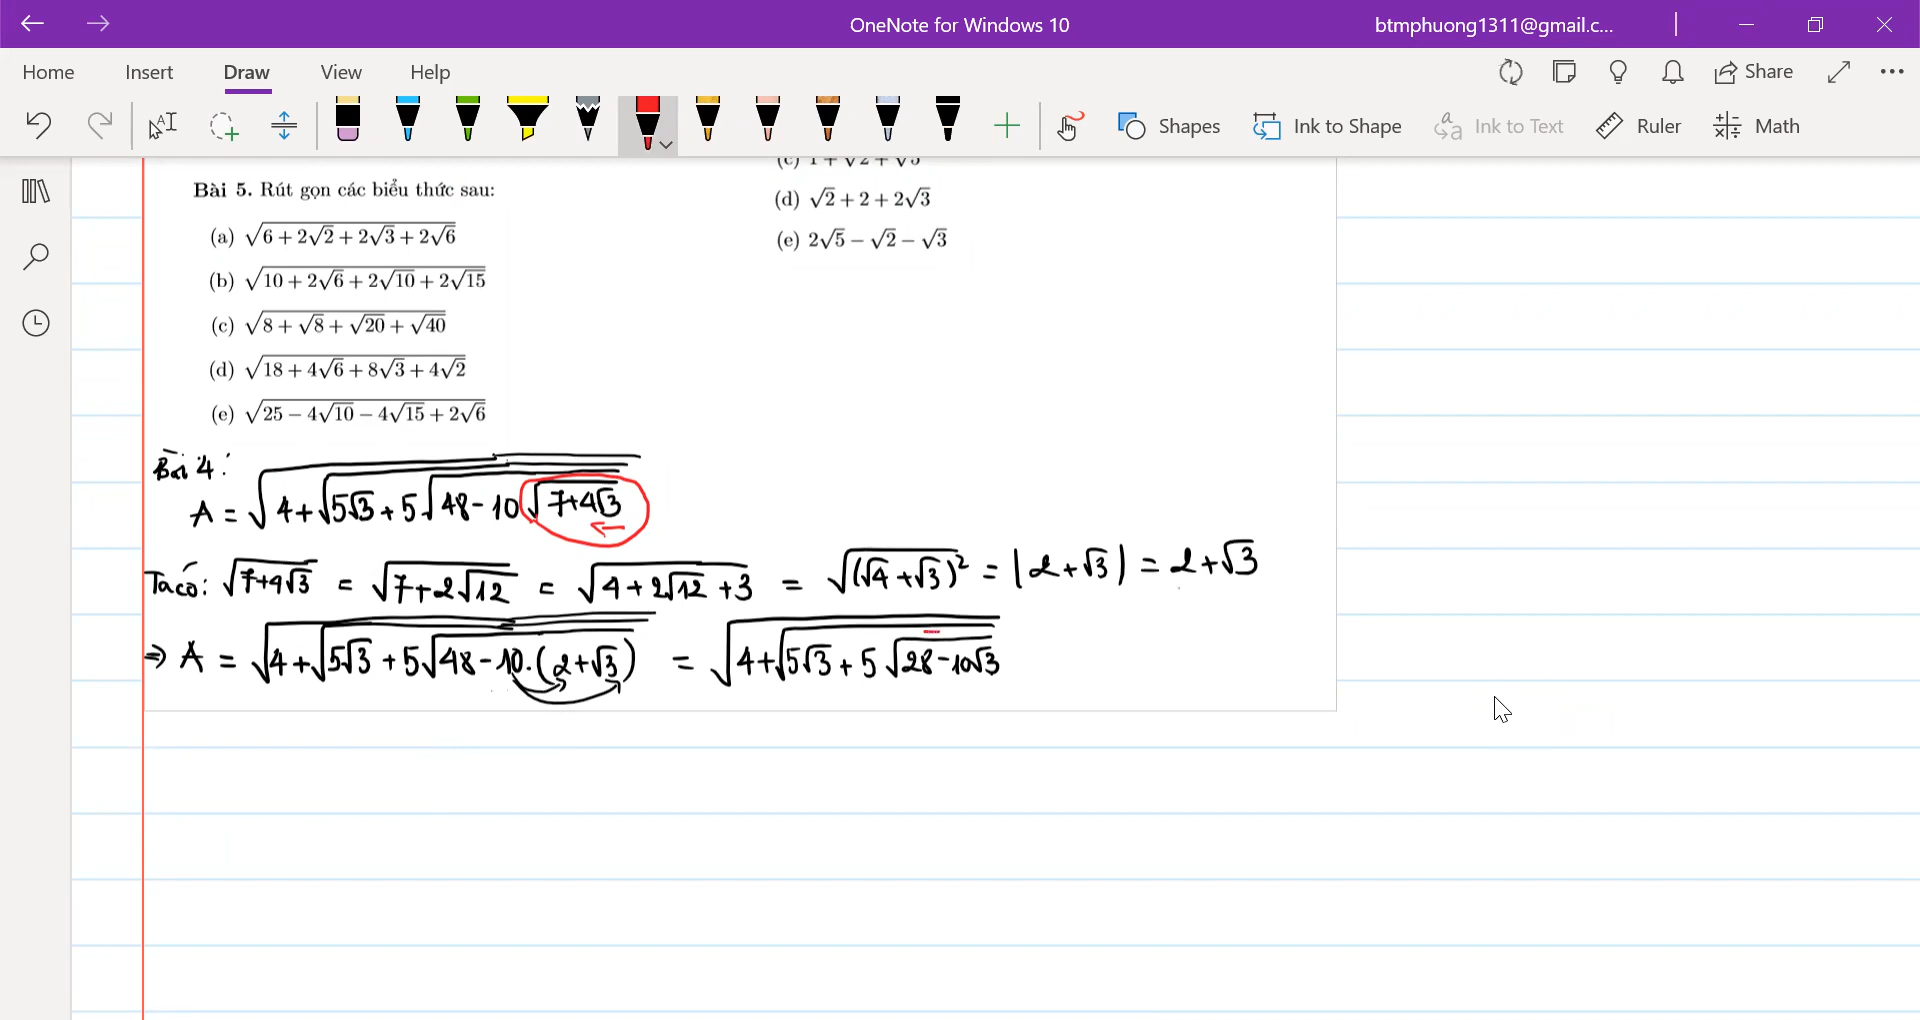 OneNote for Windows 10
btmphuong1311@gmail.c...
Home Insert Draw View Help
Share
Shapes Ink to Shape Ink to Text Ruler Math
Bài 5. Rút gọn các biểu thức sau:
(a) √(6 + 2√2 + 2√3 + 2√6)
(b) √(10 + 2√6 + 2√10 + 2√15)
(c) √(8 + √8 + √20 + √40)
(d) √(18 + 4√6 + 8√3 + 4√2)
(e) √(25 − 4√10 − 4√15 + 2√6)
(c) 1 + √2 + √5
(d) √2 + 2 + 2√3
(e) 2√5 − √2 − √3
Bài 4:
A = √(4 + √(5√3 + 5√(48 - 10√(7+4√3))))
Ta có: √(7+4√3) = √(7+2√12) = √(4+2√12+3) = √((√4+√3)²) = |2+√3| = 2+√3
⇒ A = √(4+√(5√3+5√(48-10.(2+√3)))) = √(4+√(5√3+5√(28-10√3)))